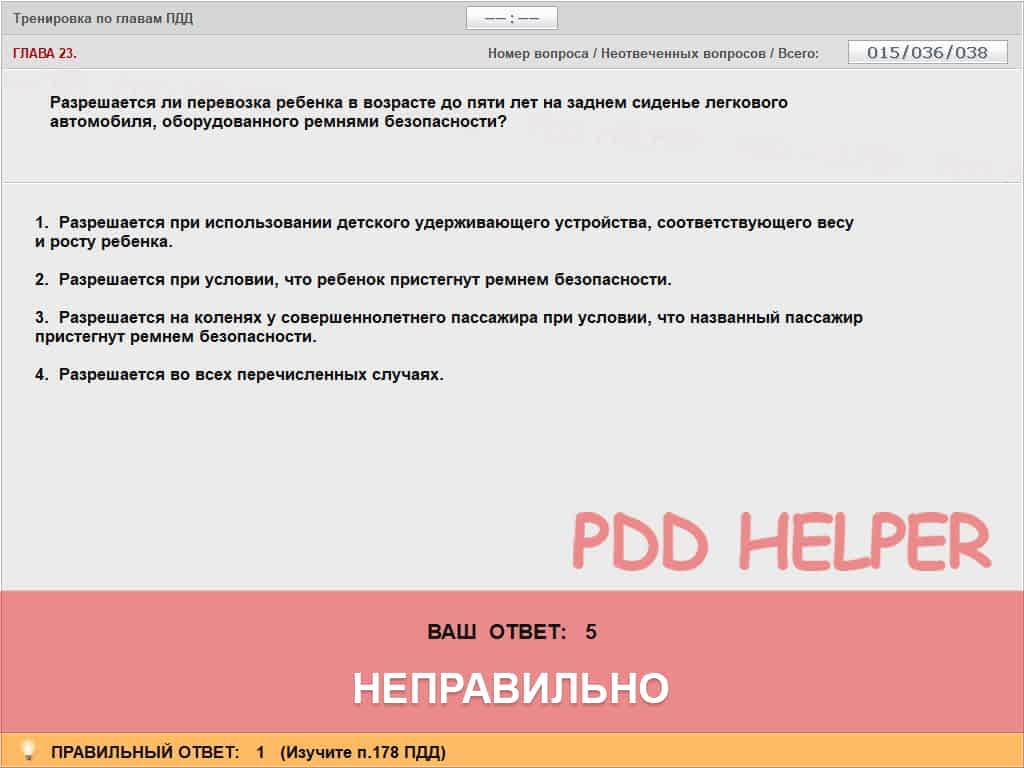 Тренировка по главам ПДД
–– : ––
ГЛАВА 23.
Номер вопроса / Неотвеченных вопросов / Всего:
015/036/038
Разрешается ли перевозка ребенка в возрасте до пяти лет на заднем сиденье легкового
автомобиля, оборудованного ремнями безопасности?
1. Разрешается при использовании детского удерживающего устройства, соответствующего весу
и росту ребенка.
2. Разрешается при условии, что ребенок пристегнут ремнем безопасности.
3. Разрешается на коленях у совершеннолетнего пассажира при условии, что названный пассажир
пристегнут ремнем безопасности.
4. Разрешается во всех перечисленных случаях.
PDD HELPER
ВАШ ОТВЕТ: 5
НЕПРАВИЛЬНО
ПРАВИЛЬНЫЙ ОТВЕТ: 1 (Изучите п.178 ПДД)